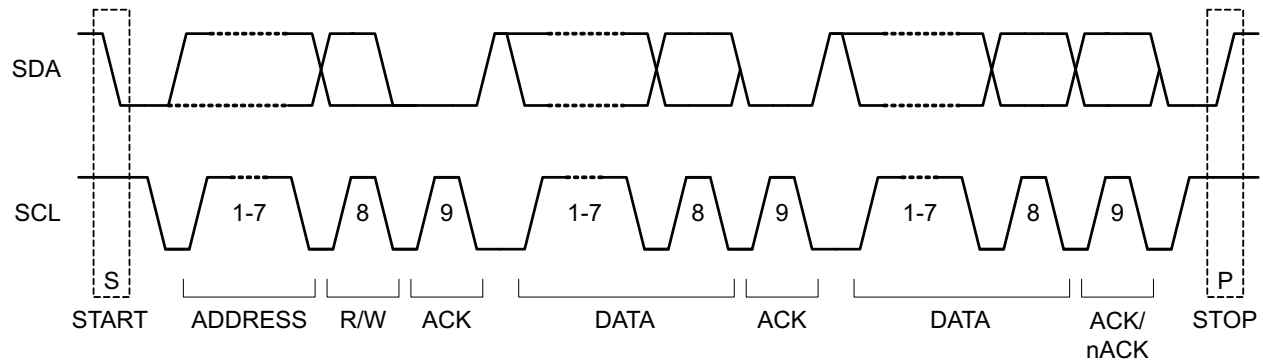 SDA
SCL
1-7
8
9
1-7
8
9
1-7
8
9
S
P
START
ADDRESS
R/W
ACK
DATA
ACK
DATA
ACK/
nACK
STOP